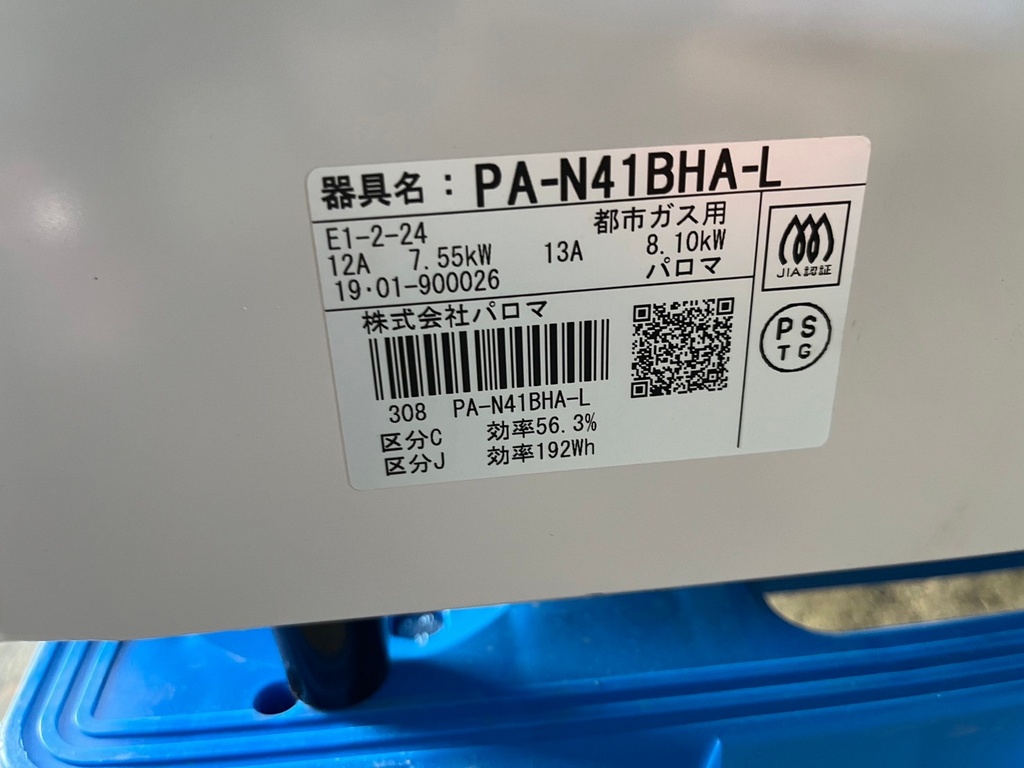 器具名：PA-N41BHA-L
E1-2-24 都市ガス用
12A 7.55kW 13A 8.10kW
19・01-900026 パロマ
株式会社パロマ
308 PA-N41BHA-L
区分C 効率56.3%
区分J 効率192Wh
JIA認証
PS
TG